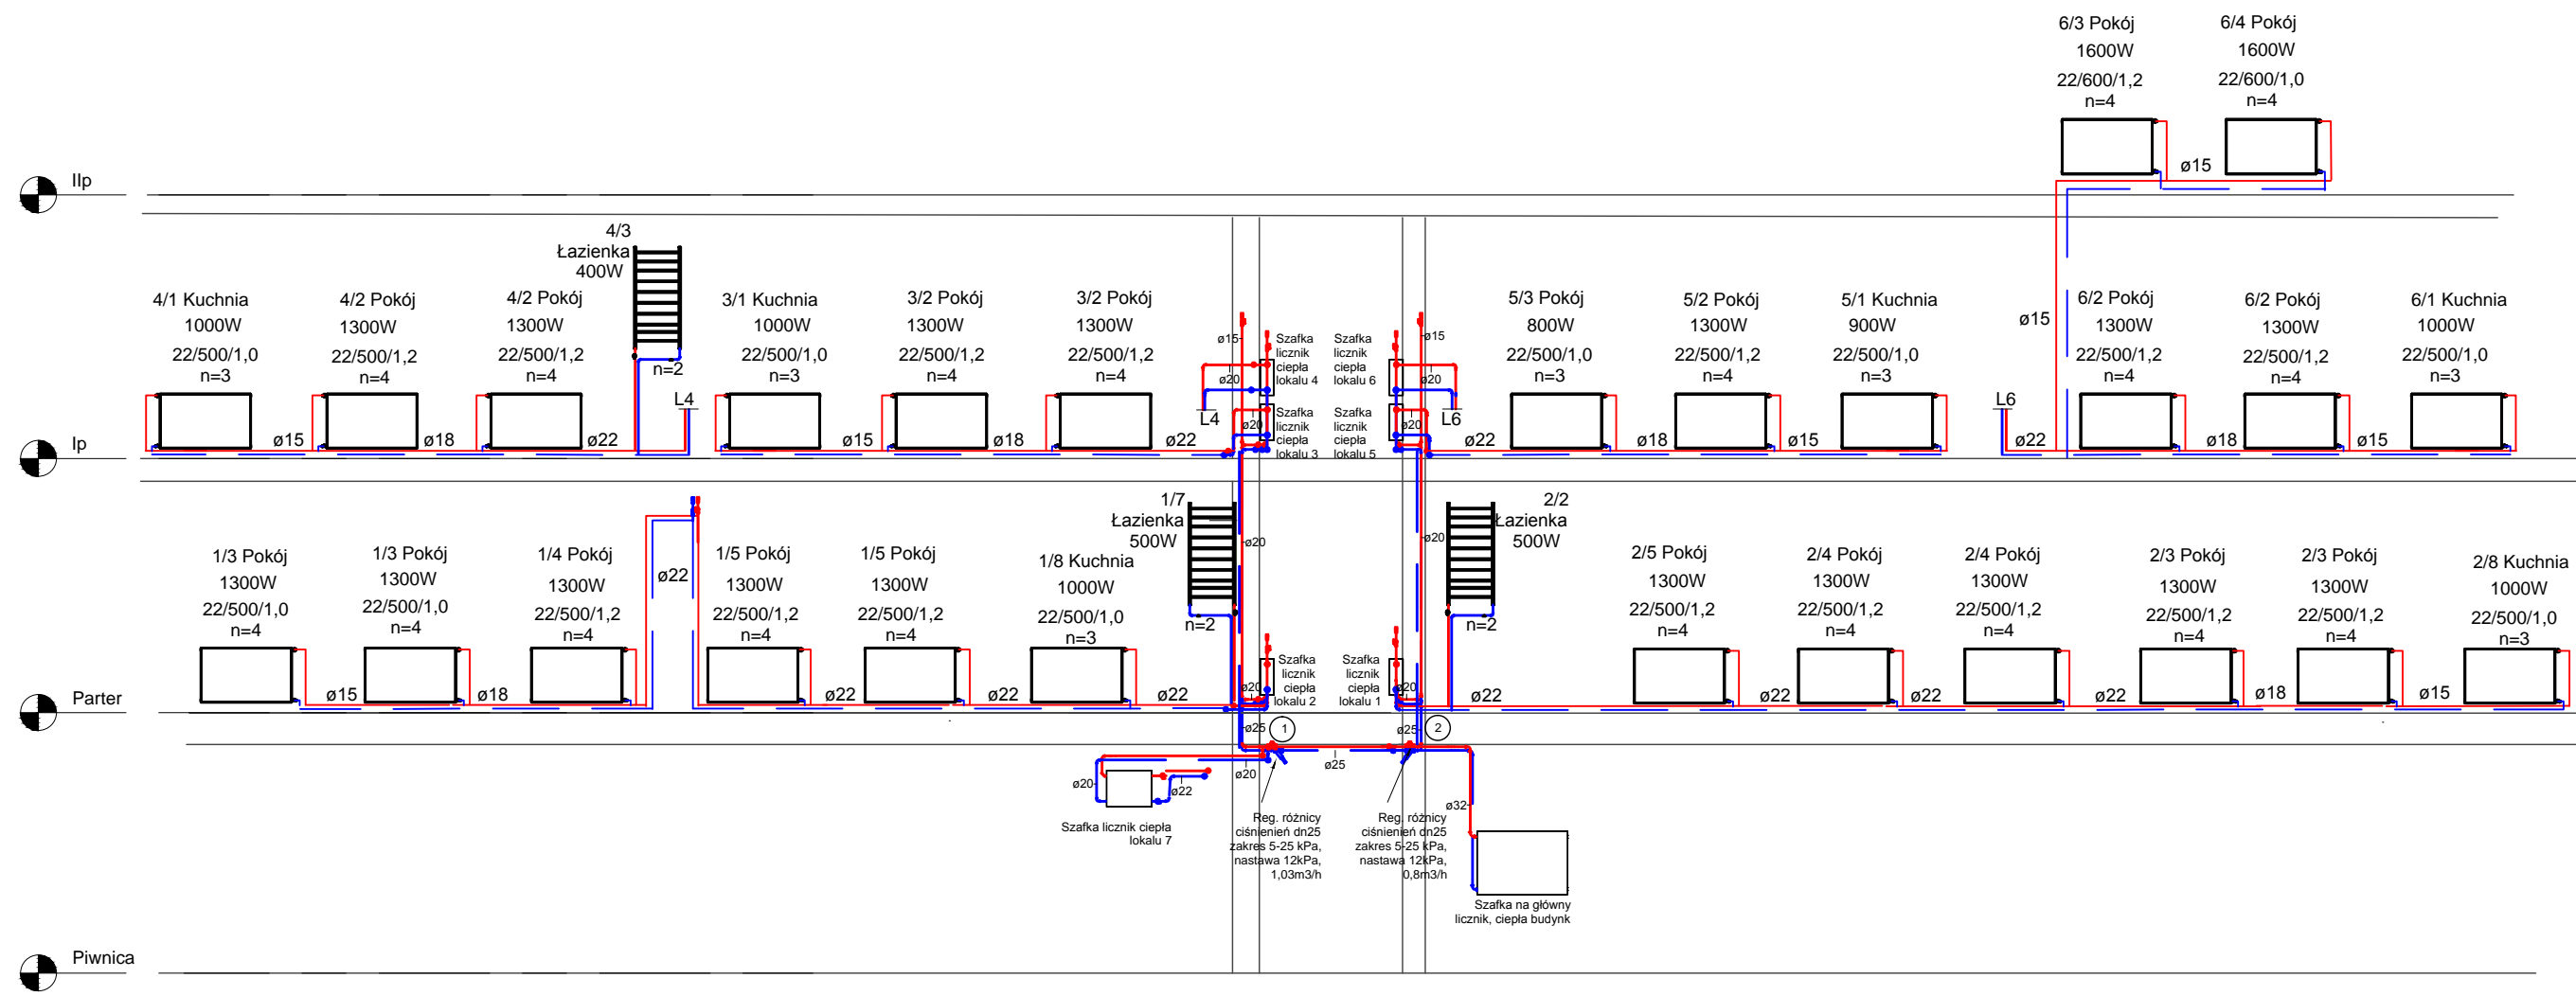 6/3 Pokój
1600W
22/600/1,2
n=4
6/4 Pokój
1600W
22/600/1,0
n=4
ø15
IIp
4/3
Łazienka
400W
n=2
4/1 Kuchnia
1000W
22/500/1,0
n=3
4/2 Pokój
1300W
22/500/1,2
n=4
4/2 Pokój
1300W
22/500/1,2
n=4
3/1 Kuchnia
1000W
22/500/1,0
n=3
3/2 Pokój
1300W
22/500/1,2
n=4
3/2 Pokój
1300W
22/500/1,2
n=4
ø15
ø20
L4
Szafka
licznik
ciepła
lokalu 4
Szafka
licznik
ciepła
lokalu 6
ø15
ø20
L6
ø20
Szafka
licznik
ciepła
lokalu 3
Szafka
licznik
ciepła
lokalu 5
ø20
5/3 Pokój
800W
22/500/1,0
n=3
5/2 Pokój
1300W
22/500/1,2
n=4
5/1 Kuchnia
900W
22/500/1,0
n=3
ø15
6/2 Pokój
1300W
22/500/1,2
n=4
6/2 Pokój
1300W
22/500/1,2
n=4
6/1 Kuchnia
1000W
22/500/1,0
n=3
L4
L6
Ip
ø15
ø18
ø22
ø15
ø18
ø22
ø22
ø18
ø15
ø22
ø18
ø15
1/3 Pokój
1300W
22/500/1,0
n=4
1/3 Pokój
1300W
22/500/1,0
n=4
1/4 Pokój
1300W
22/500/1,2
n=4
ø22
1/5 Pokój
1300W
22/500/1,2
n=4
1/5 Pokój
1300W
22/500/1,2
n=4
1/8 Kuchnia
1000W
22/500/1,0
n=3
1/7
Łazienka
500W
n=2
ø20
ø20
2/2
Łazienka
500W
n=2
2/5 Pokój
1300W
22/500/1,2
n=4
2/4 Pokój
1300W
22/500/1,2
n=4
2/4 Pokój
1300W
22/500/1,2
n=4
2/3 Pokój
1300W
22/500/1,2
n=4
2/3 Pokój
1300W
22/500/1,2
n=4
2/8 Kuchnia
1000W
22/500/1,0
n=3
ø20
Szafka
licznik
ciepła
lokalu 2
Szafka
licznik
ciepła
lokalu 1
ø20
Parter
ø15
ø18
ø22
ø22
ø22
ø22
ø22
ø22
ø22
ø18
ø15
ø25
1
ø25
2
ø25
ø20
ø20
ø22
Szafka licznik ciepła
lokalu 7
Reg. różnicy
ciśnienień dn25
zakres 5-25 kPa,
nastawa 12kPa,
1,03m3/h
Reg. różnicy
ciśnienień dn25
zakres 5-25 kPa,
nastawa 12kPa,
0,8m3/h
ø32
Szafka na główny
licznik, ciepła budynk
Piwnica